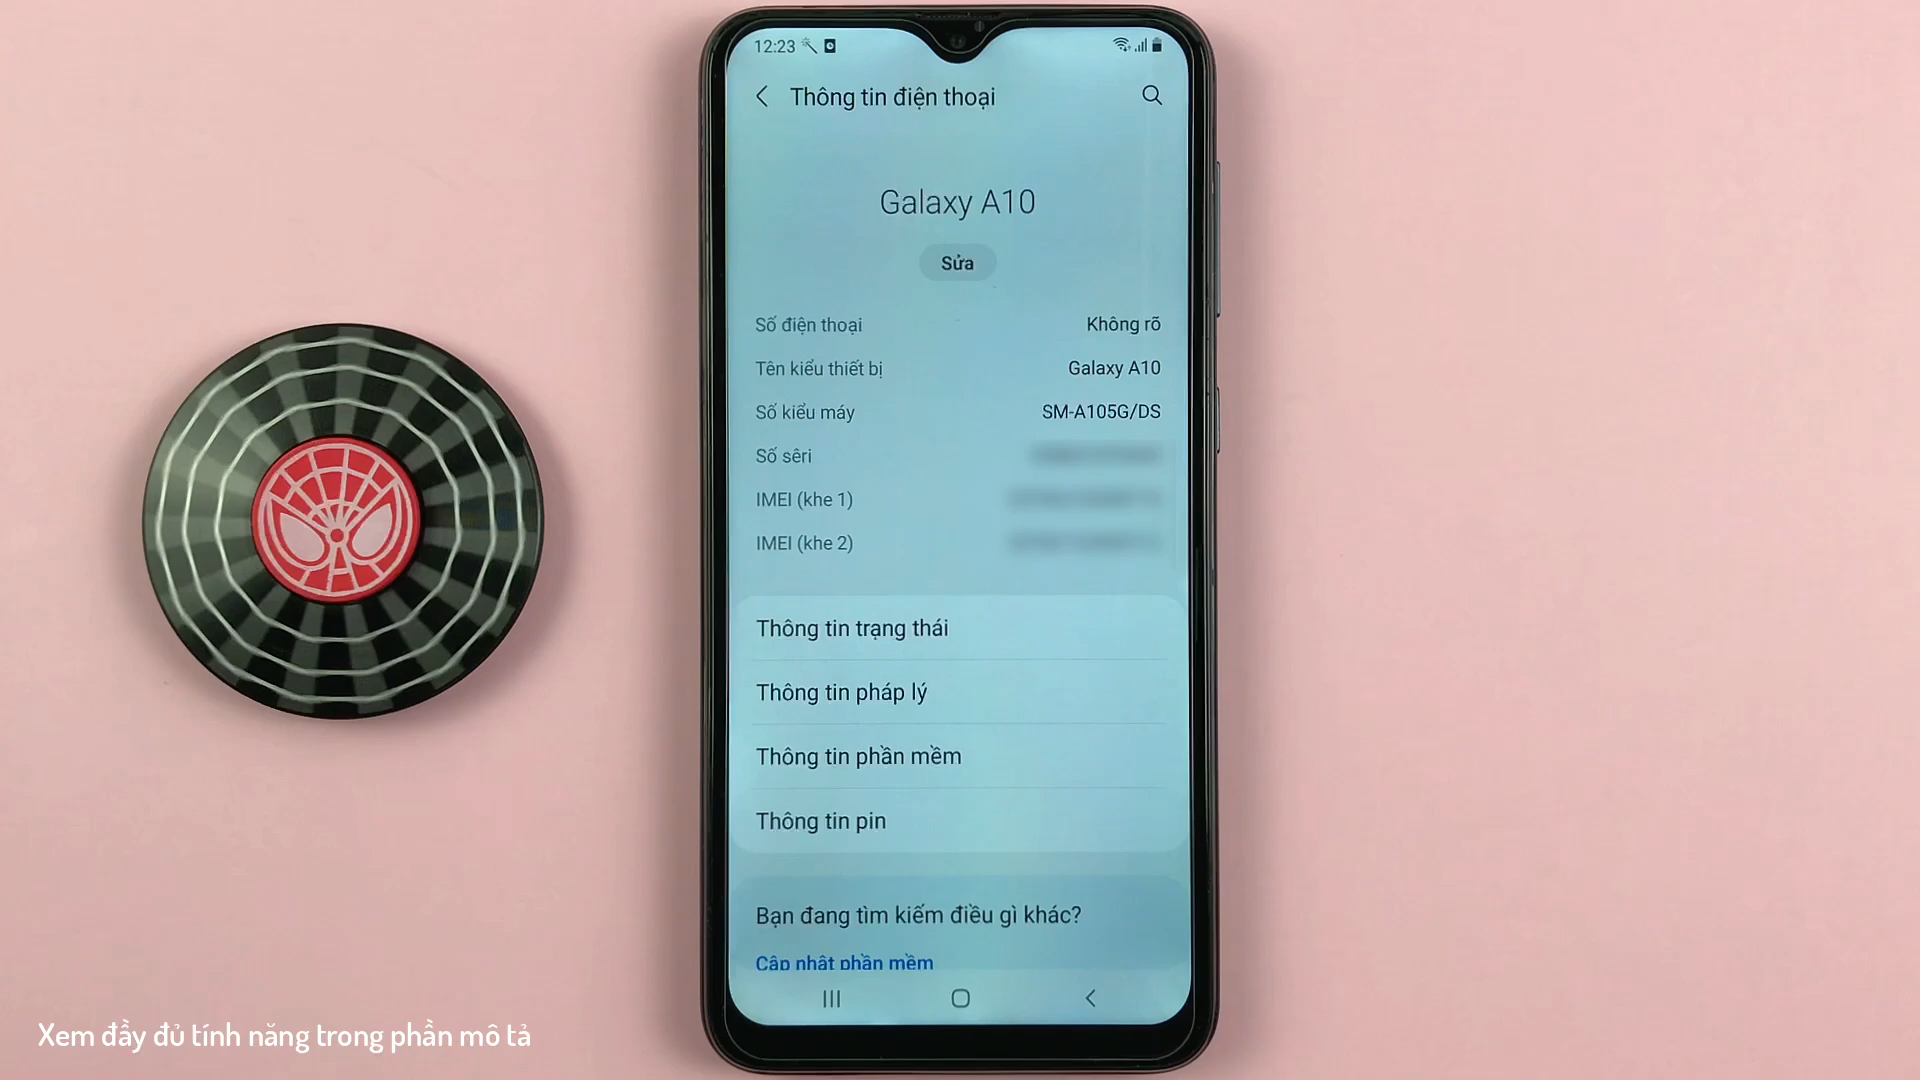 12:23
Thông tin điện thoại
Galaxy A10
Sửa
Số điện thoại Không rõ
Tên kiểu thiết bị Galaxy A10
Số kiểu máy SM-A105G/DS
Số sêri
IMEI (khe 1)
IMEI (khe 2)
Thông tin trạng thái
Thông tin pháp lý
Thông tin phần mềm
Thông tin pin
Bạn đang tìm kiếm điều gì khác?
Cập nhật phần mềm
Xem đầy đủ tính năng trong phần mô tả